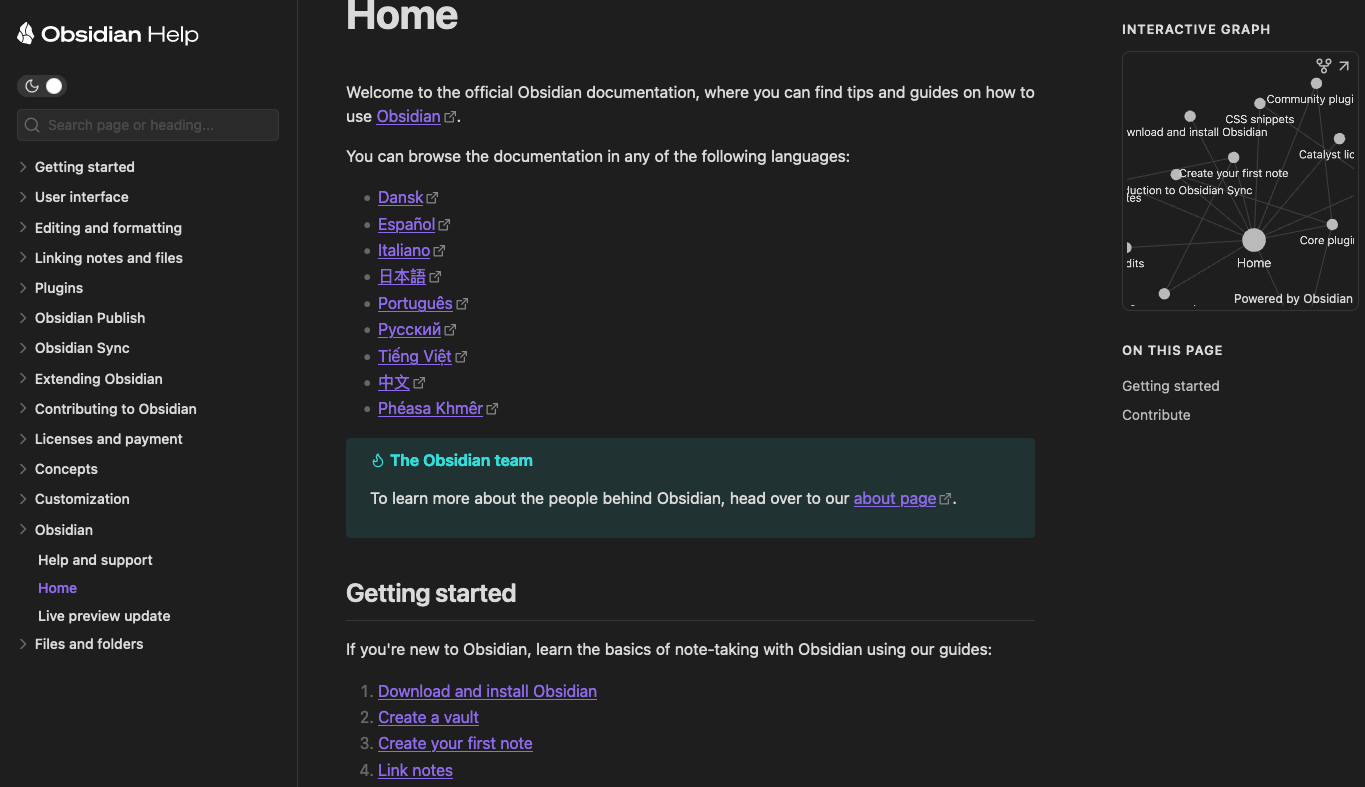 Obsidian Help
Search page or heading...
Getting started
User interface
Editing and formatting
Linking notes and files
Plugins
Obsidian Publish
Obsidian Sync
Extending Obsidian
Contributing to Obsidian
Licenses and payment
Concepts
Customization
Obsidian
Help and support
Home
Live preview update
Files and folders
Home
Welcome to the official Obsidian documentation, where you can find tips and guides on how to
use Obsidian.
You can browse the documentation in any of the following languages:
Dansk
Español
Italiano
日本語
Português
Русский
Tiếng Việt
中文
Phéasa Khmêr
The Obsidian team
To learn more about the people behind Obsidian, head over to our about page.
Getting started
If you're new to Obsidian, learn the basics of note-taking with Obsidian using our guides:
1. Download and install Obsidian
2. Create a vault
3. Create your first note
4. Link notes
INTERACTIVE GRAPH
Community plugi
CSS snippets
wnload and install Obsidian
Catalyst lic
Create your first note
duction to Obsidian Sync
tes
Core plugin
dits
Home
Powered by Obsidian
ON THIS PAGE
Getting started
Contribute